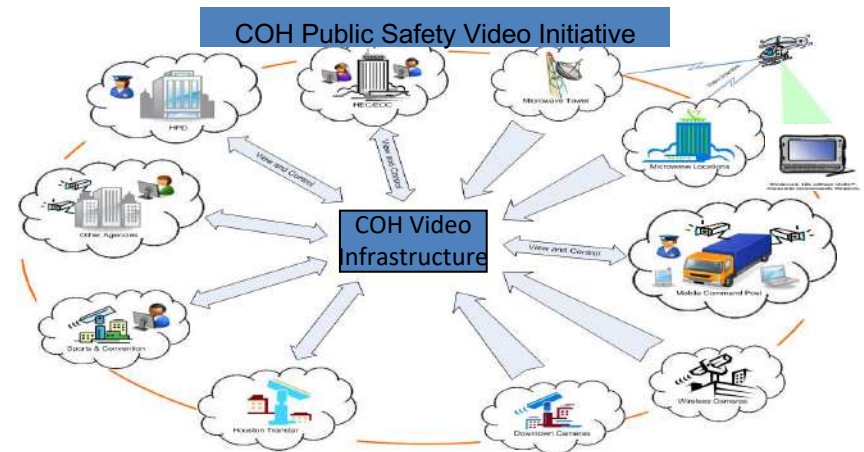 COH Public Safety Video Initiative
HPD
HEC/EOC
Microwave Tower
Microwave Locations
View and Control
View and Control
Other Agencies
COH Video
Infrastructure
View and Control
Mobile Command Post
Sports & Convention
Wireless Cameras
Houston Transtar
Downtown Cameras